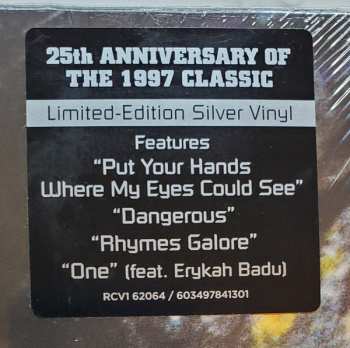 25th ANNIVERSARY OF
THE 1997 CLASSIC
Limited-Edition Silver Vinyl
Features
“Put Your Hands
Where My Eyes Could See”
“Dangerous”
“Rhymes Galore”
“One” (feat. Erykah Badu)
RCV1 62064 / 603497841301